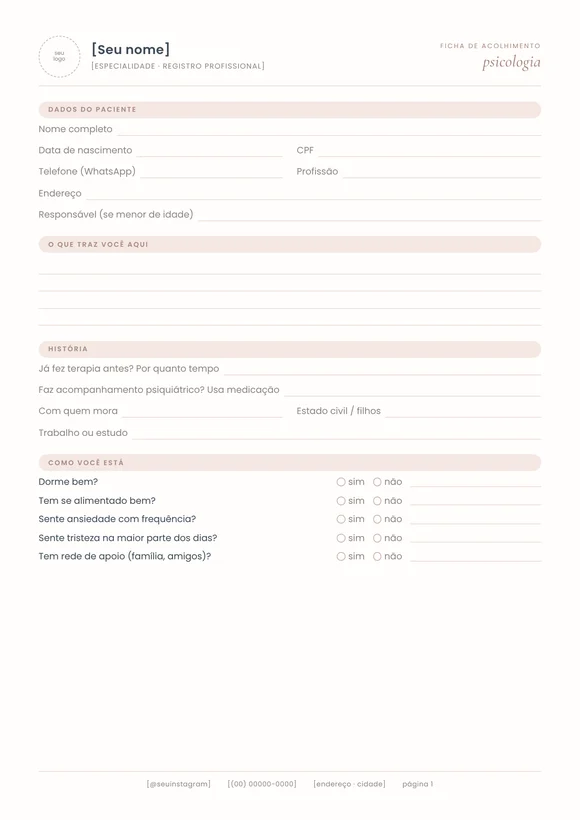 seu
logo
[Seu nome]
[ESPECIALIDADE · REGISTRO PROFISSIONAL]
FICHA DE ACOLHIMENTO
psicologia
DADOS DO PACIENTE
Nome completo
Data de nascimento CPF
Telefone (WhatsApp) Profissão
Endereço
Responsável (se menor de idade)
O QUE TRAZ VOCÊ AQUI
HISTÓRIA
Já fez terapia antes? Por quanto tempo
Faz acompanhamento psiquiátrico? Usa medicação
Com quem mora Estado civil / filhos
Trabalho ou estudo
COMO VOCÊ ESTÁ
Dorme bem? sim não
Tem se alimentado bem? sim não
Sente ansiedade com frequência? sim não
Sente tristeza na maior parte dos dias? sim não
Tem rede de apoio (família, amigos)? sim não
[@seuinstagram] [(00) 00000-0000] [endereço · cidade] página 1